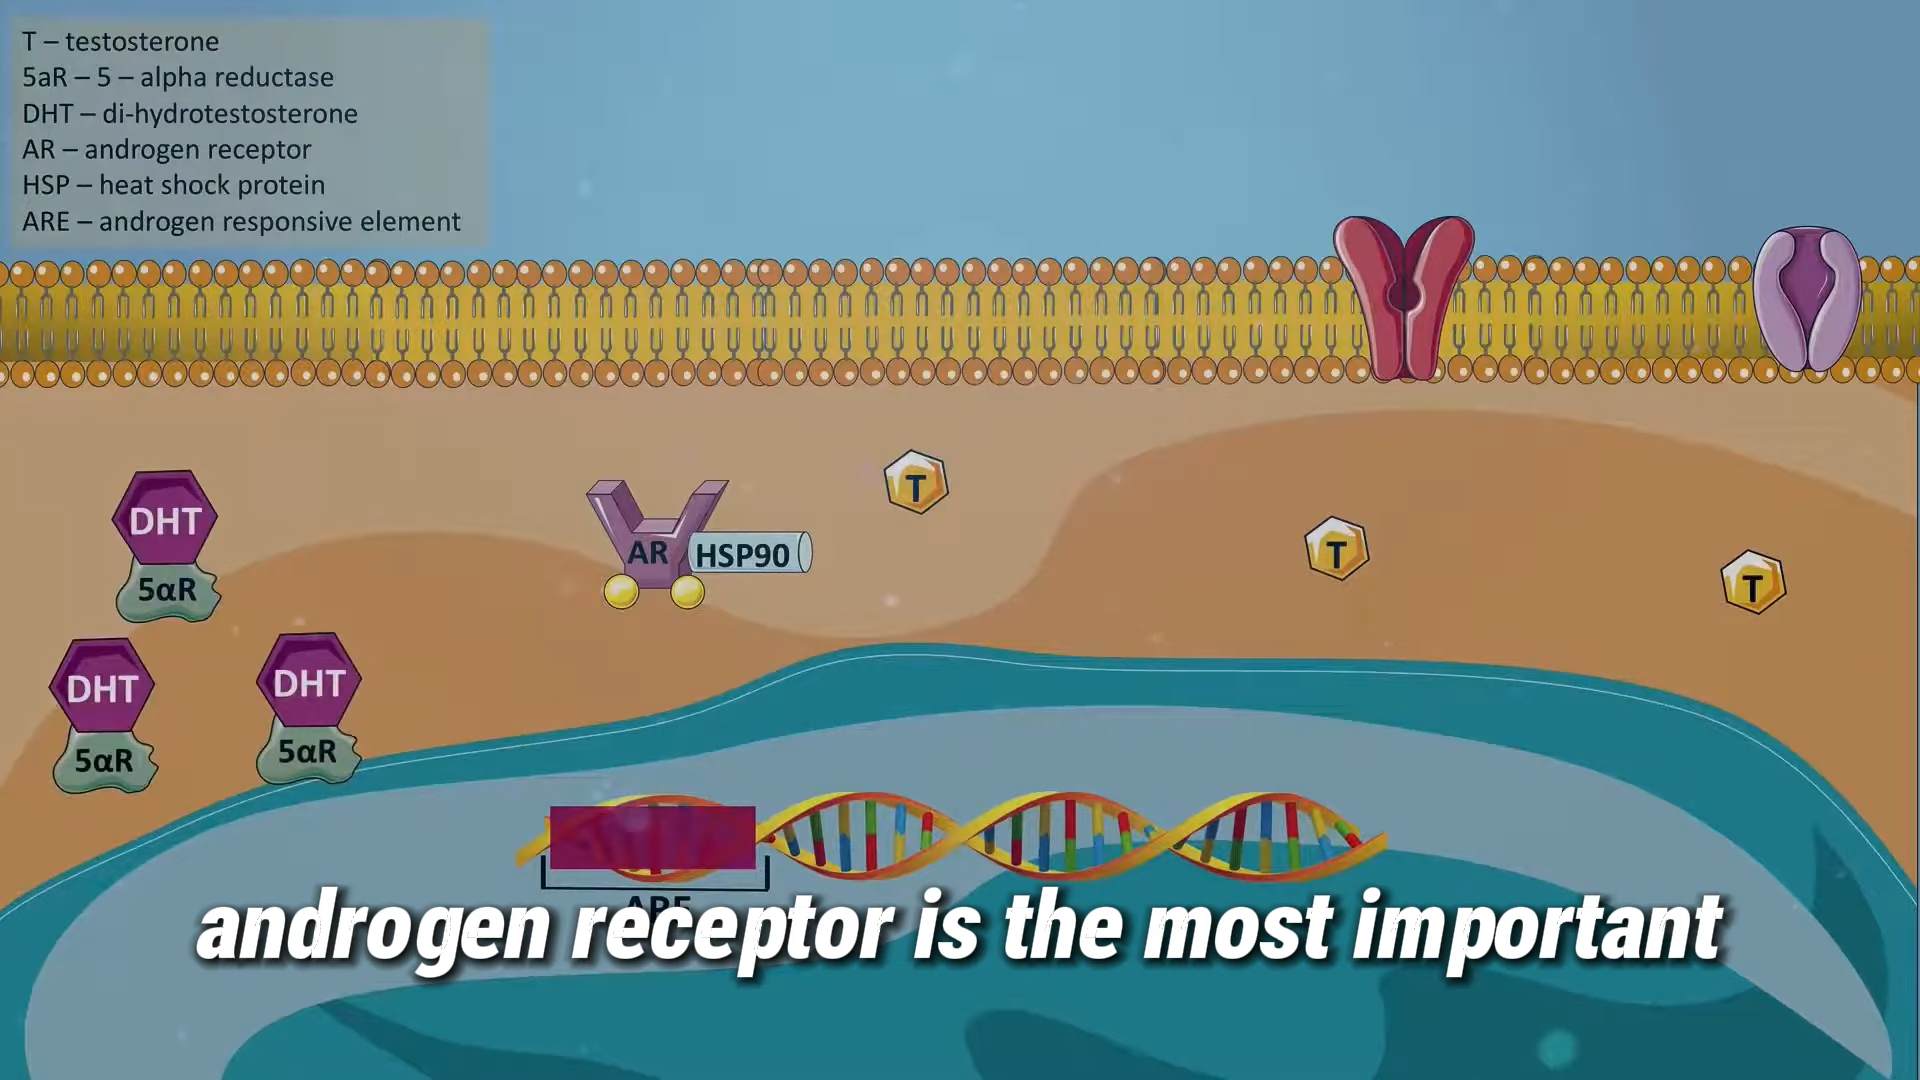 T – testosterone
5aR – 5 – alpha reductase
DHT – di-hydrotestosterone
AR – androgen receptor
HSP – heat shock protein
ARE – androgen responsive element
T
DHT
5αR
AR
HSP90
T
T
DHT
5αR
DHT
5αR
ARE
androgen receptor is the most important